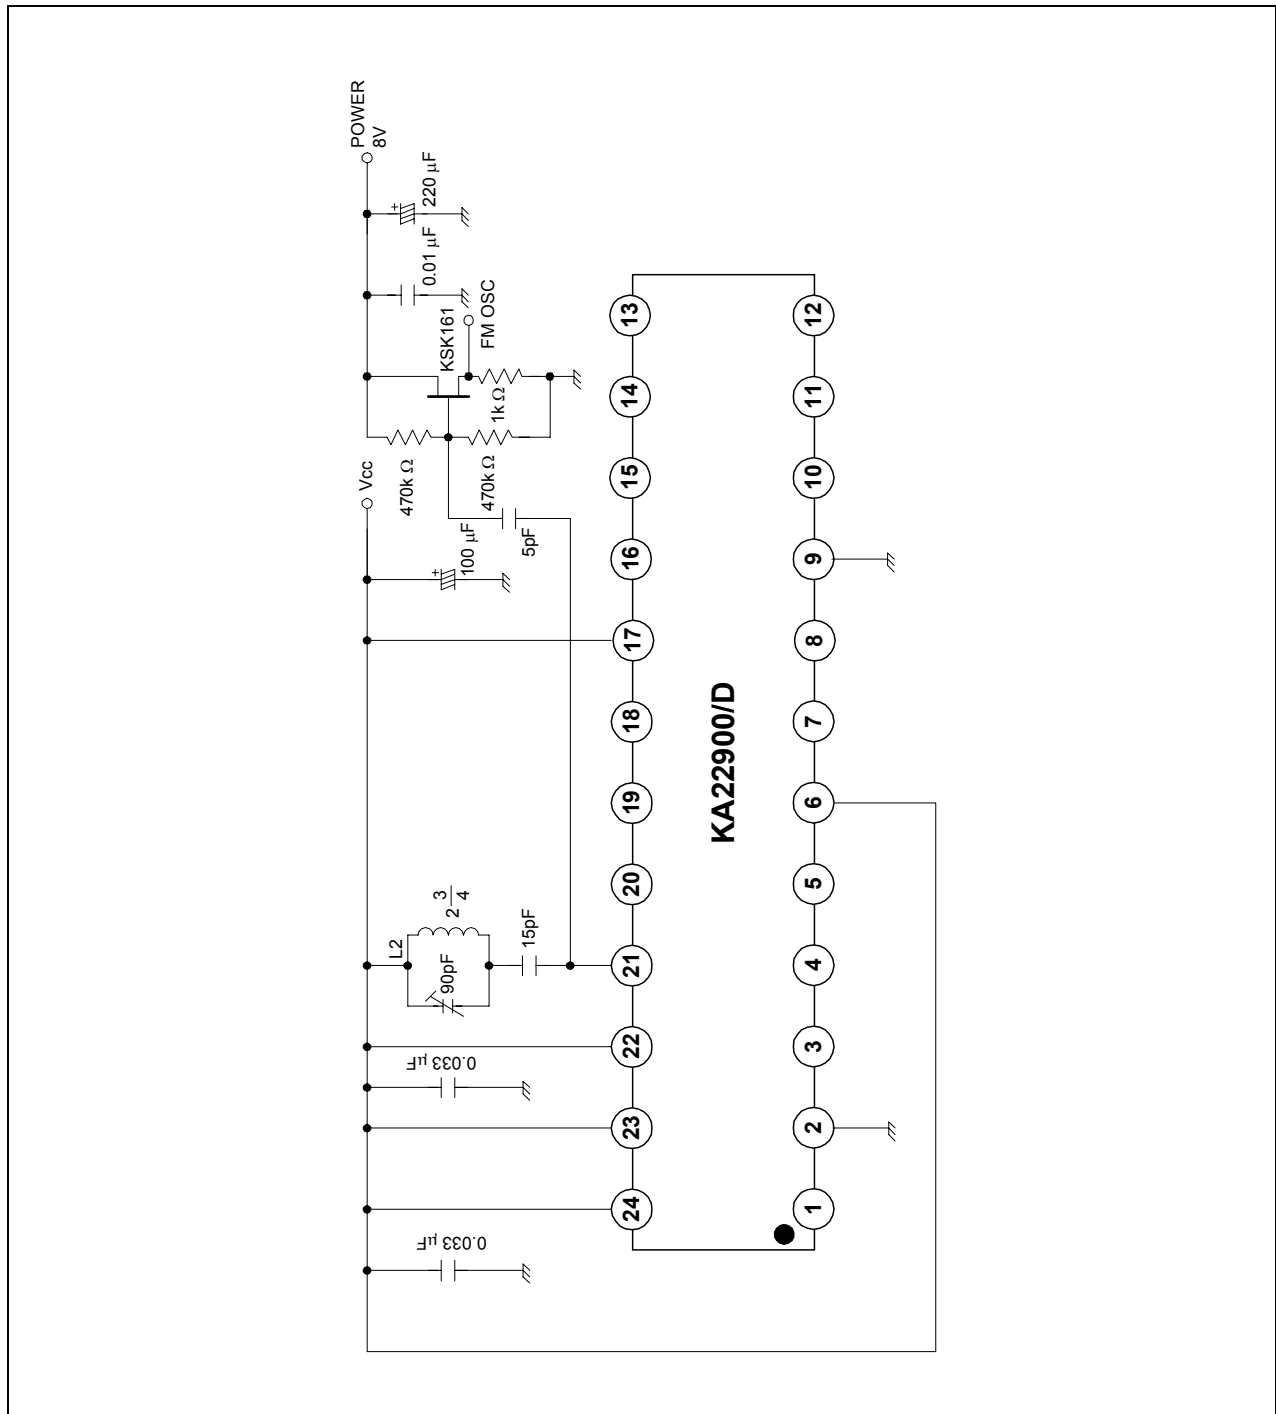 POWER
8V
220 μF
0.01 μF
KSK161
FM OSC
1k Ω
470k Ω
470k Ω
Vcc
5pF
100 μF
13
12
14
11
15
10
16
9
17
8
18
7
KA22900/D
19
6
20
5
L2
2 3/4
90pF
15pF
21
4
22
3
0.033 μF
23
2
24
1
0.033 μF